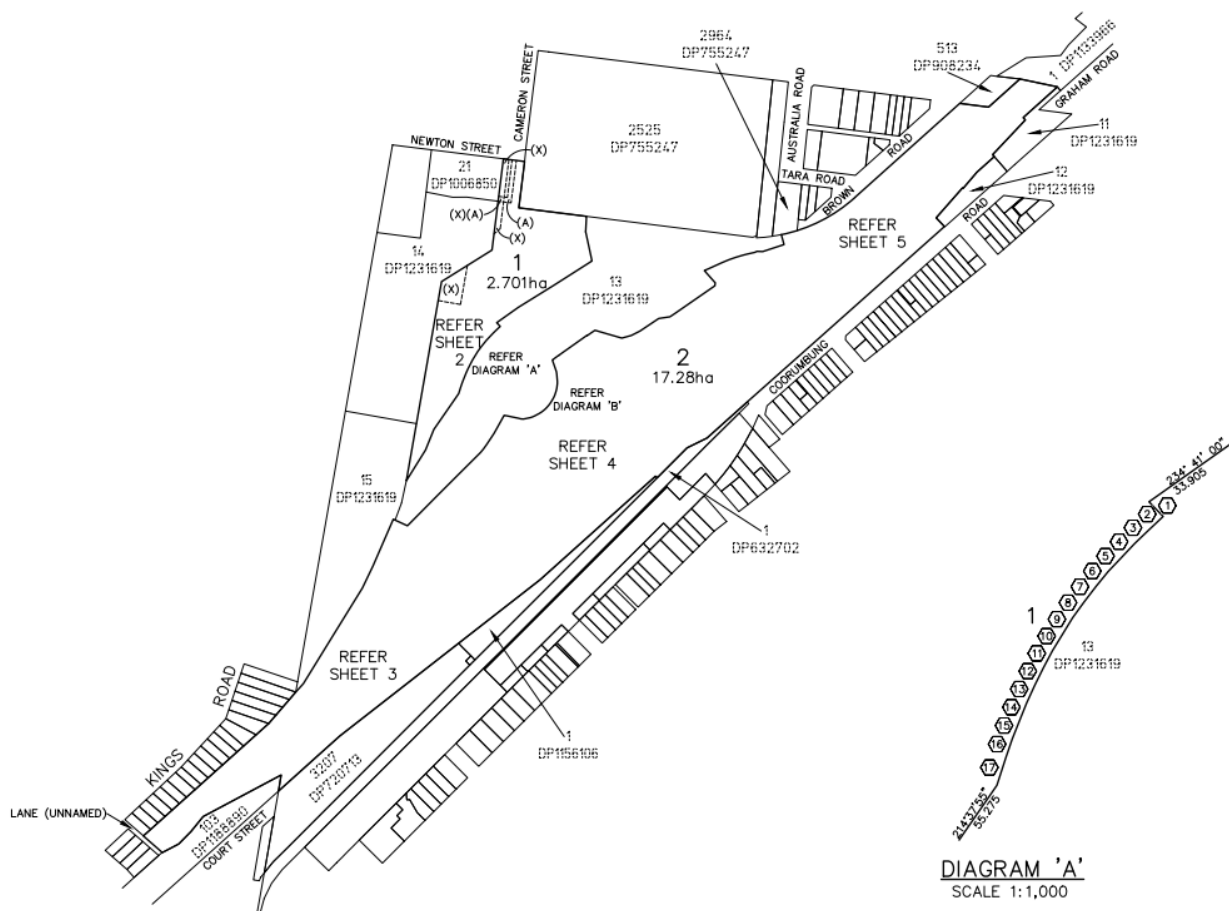 2964
DP755247
513
DP908234
1 DP1133966
GRAHAM ROAD
CAMERON STREET
AUSTRALIA ROAD
NEWTON STREET
(X)
2525
DP755247
ROAD
11
DP1231619
21
DP1006850
TARA ROAD
12
DP1231619
BROWN
(X)(A)
(A)
(X)
REFER
SHEET 5
ROAD
14
DP1231619
1
2.701ha
(X)
13
DP1231619
REFER
SHEET
2
REFER
DIAGRAM 'A'
2
17.28ha
COORUMBUNG
REFER
DIAGRAM 'B'
REFER
SHEET 4
15
DP1231619
1
DP632702
REFER
SHEET 3
KINGS
ROAD
1
DP1156106
3207
DP720713
LANE (UNNAMED)
103
DP1188890
COURT STREET
234° 41' 00"
33.905
1
2
3
4
5
6
7
8
9
10
11
12
13
14
15
16
17
1
13
DP1231619
214°37'55"
55.275
DIAGRAM 'A'
SCALE 1:1,000